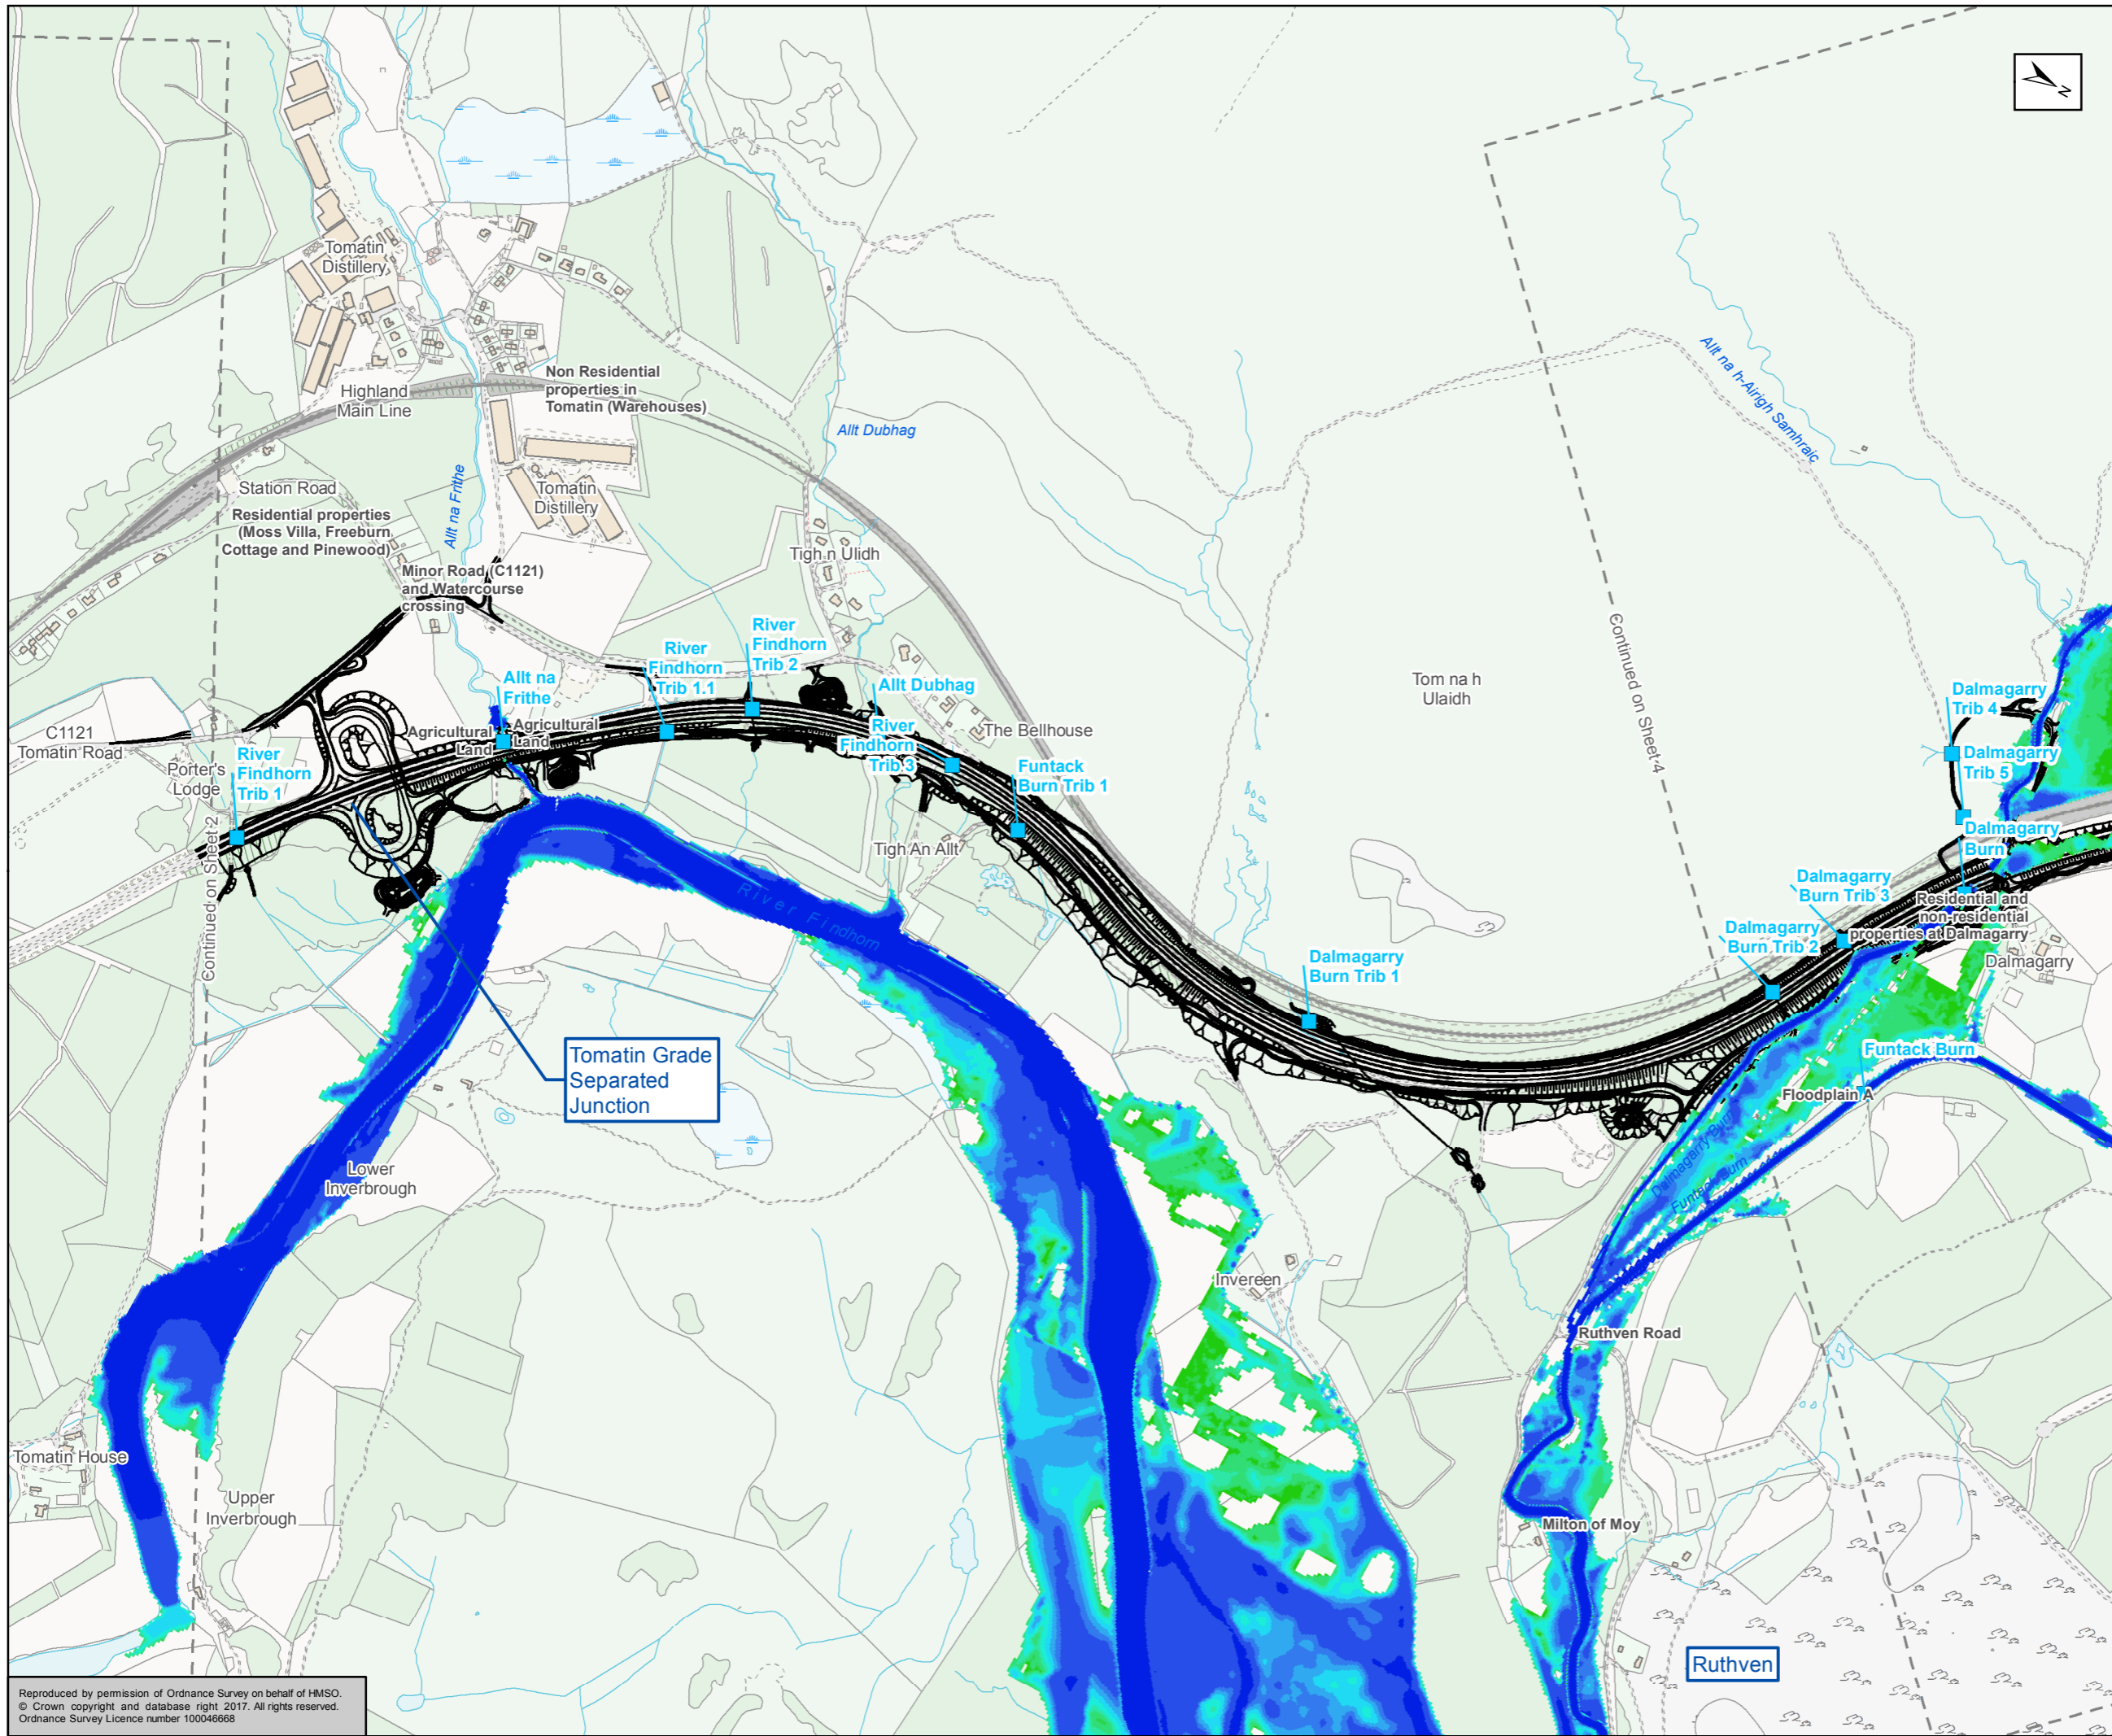 N
Tomatin
Distillery
Highland
Main Line
Non Residential
properties in
Tomatin (Warehouses)
Allt na h-Airigh Samhraic
Allt Dubhag
Allt na Frithe
Station Road
Residential properties
(Moss Villa, Freeburn
Cottage and Pinewood)
Tomatin
Distillery
Tigh n Ulidh
Minor Road (C1121)
and Watercourse
crossing
River
Findhorn
Trib 1.1
River
Findhorn
Trib 2
Allt na
Frithe
Allt Dubhag
Tom na h
Ulaidh
Continued on Sheet 4
Dalmagarry
Trib 4
C1121
Tomatin Road
Agricultural
Land
Agricultural
Land
River
Findhorn
Trib 3
The Bellhouse
Porter's
Lodge
River
Findhorn
Trib 1
Funtack
Burn Trib 1
Dalmagarry
Trib 5
Dalmagarry
Burn
Tigh An Allt
Continued on Sheet 2
River Findhorn
Dalmagarry
Burn Trib 3
Residential and
non-residential
properties at Dalmagarry
Dalmagarry
Burn Trib 2
Dalmagarry
Burn Trib 1
Dalmagarry
Tomatin Grade
Separated
Junction
Funtack Burn
Floodplain A
Dalmagarry Burn
Funtack Burn
Lower
Inverbrough
Invereen
Ruthven Road
Tomatin House
Upper
Inverbrough
Milton of Moy
Ruthven
Reproduced by permission of Ordnance Survey on behalf of HMSO.
© Crown copyright and database right 2017. All rights reserved.
Ordnance Survey Licence number 100046668